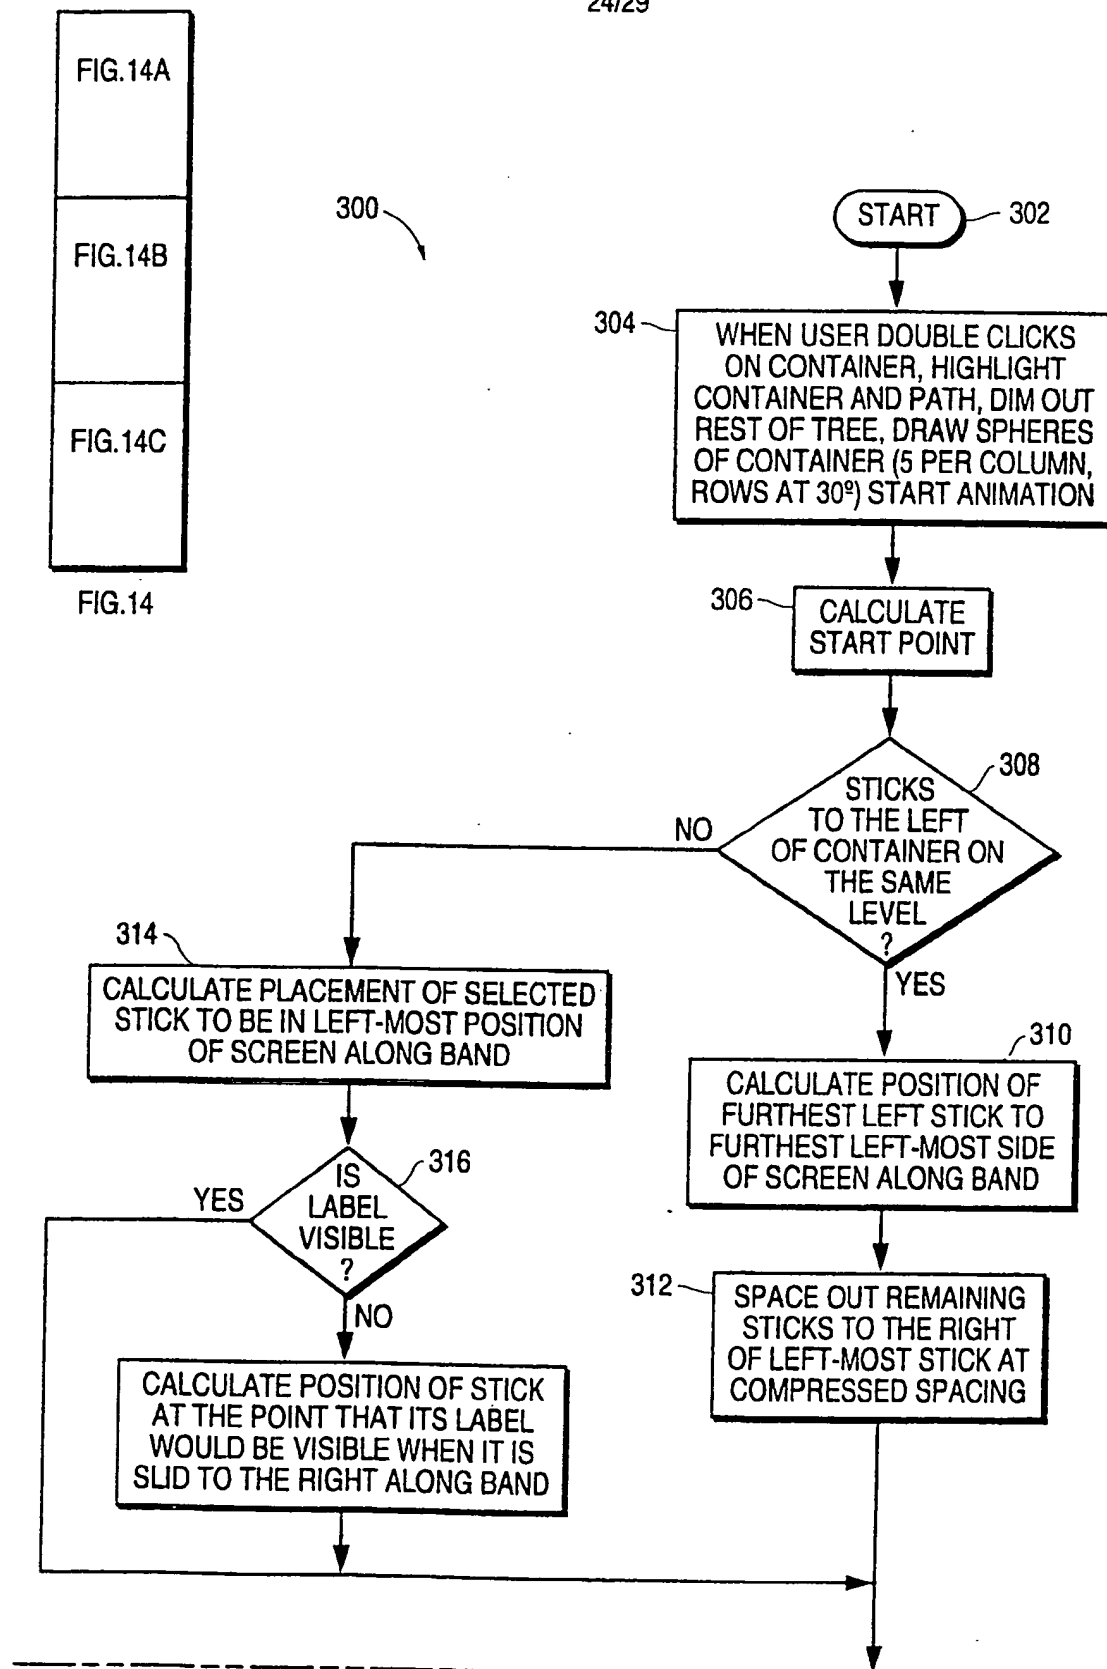 24/29
FIG.14A
FIG.14B
FIG.14C
FIG.14
300
START
302
304
WHEN USER DOUBLE CLICKS
ON CONTAINER, HIGHLIGHT
CONTAINER AND PATH, DIM OUT
REST OF TREE, DRAW SPHERES
OF CONTAINER (5 PER COLUMN,
ROWS AT 30º) START ANIMATION
306
CALCULATE
START POINT
308
STICKS
TO THE LEFT
OF CONTAINER ON
THE SAME
LEVEL
?
NO
YES
314
CALCULATE PLACEMENT OF SELECTED
STICK TO BE IN LEFT-MOST POSITION
OF SCREEN ALONG BAND
310
CALCULATE POSITION OF
FURTHEST LEFT STICK TO
FURTHEST LEFT-MOST SIDE
OF SCREEN ALONG BAND
316
IS
LABEL
VISIBLE
?
YES
NO
312
SPACE OUT REMAINING
STICKS TO THE RIGHT
OF LEFT-MOST STICK AT
COMPRESSED SPACING
CALCULATE POSITION OF STICK
AT THE POINT THAT ITS LABEL
WOULD BE VISIBLE WHEN IT IS
SLID TO THE RIGHT ALONG BAND